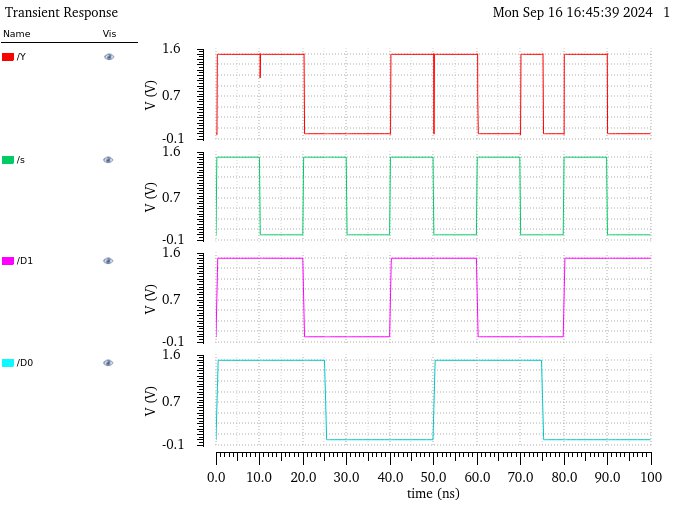 Transient Response
Mon Sep 16 16:45:39 2024 1
Name Vis
/Y
1.6
0.7
-0.1
V (V)
/s
1.6
0.7
-0.1
V (V)
/D1
1.6
0.7
-0.1
V (V)
/D0
1.6
0.7
-0.1
V (V)
0.0 10.0 20.0 30.0 40.0 50.0 60.0 70.0 80.0 90.0 100
time (ns)